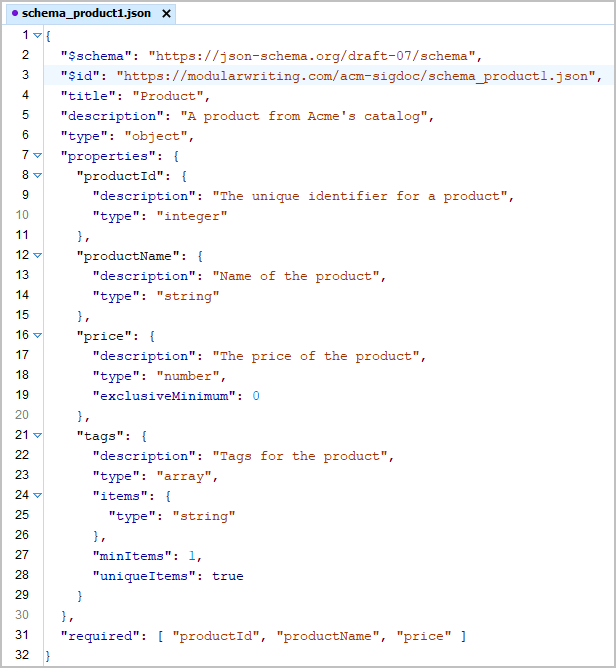 schema_product1.json
1 {
2   "$schema": "https://json-schema.org/draft-07/schema",
3   "$id": "https://modularwriting.com/acm-sigdoc/schema_product1.json",
4   "title": "Product",
5   "description": "A product from Acme's catalog",
6   "type": "object",
7   "properties": {
8     "productId": {
9       "description": "The unique identifier for a product",
10       "type": "integer"
11     },
12     "productName": {
13       "description": "Name of the product",
14       "type": "string"
15     },
16     "price": {
17       "description": "The price of the product",
18       "type": "number",
19       "exclusiveMinimum": 0
20     },
21     "tags": {
22       "description": "Tags for the product",
23       "type": "array",
24       "items": {
25         "type": "string"
26       },
27       "minItems": 1,
28       "uniqueItems": true
29     }
30   },
31   "required": [ "productId", "productName", "price" ]
32 }